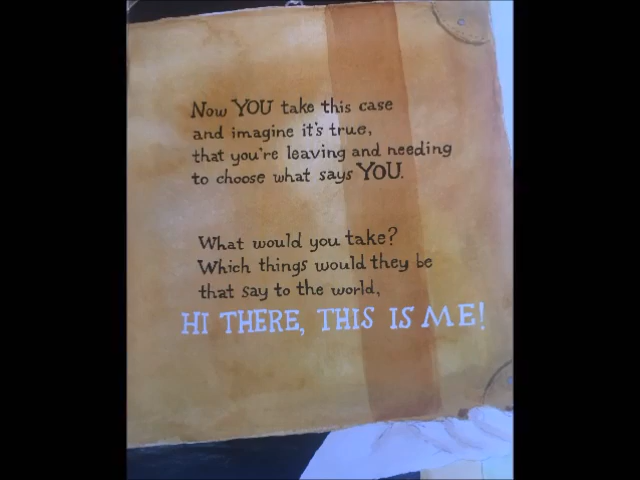 Now YOU take this case
and imagine it's true,
that you're leaving and needing
to choose what says YOU.
What would you take?
Which things would they be
that say to the world,
HI THERE, THIS IS ME!